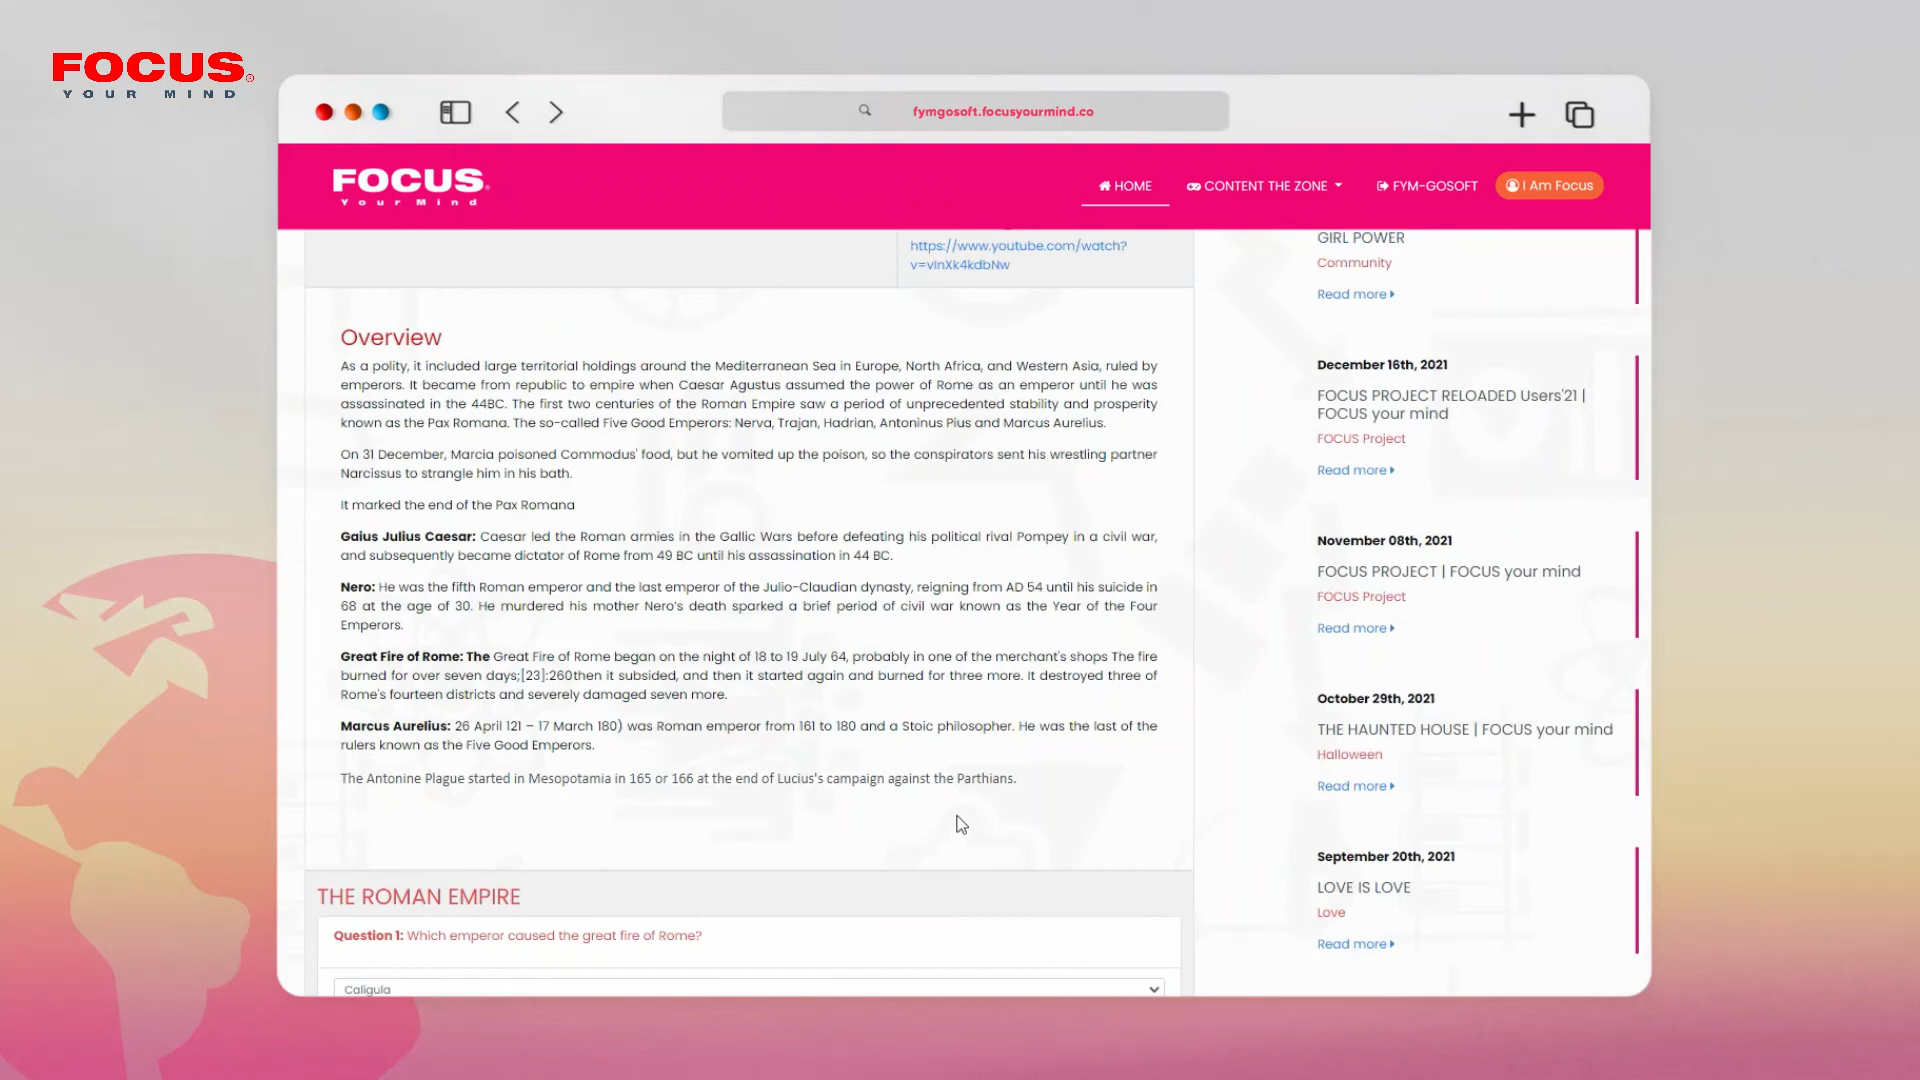 FOCUS®
YOUR MIND
fymgosoft.focusyourmind.co
FOCUS.
Your Mind
HOME
CONTENT THE ZONE
FYM-GOSOFT
I Am Focus
https://www.youtube.com/watch?
v=vInXk4kdbNw
Overview
As a polity, it included large territorial holdings around the Mediterranean Sea in Europe, North Africa, and Western Asia, ruled by
emperors. It became from republic to empire when Caesar Agustus assumed the power of Rome as an emperor until he was
assassinated in the 44BC. The first two centuries of the Roman Empire saw a period of unprecedented stability and prosperity
known as the Pax Romana. The so-called Five Good Emperors: Nerva, Trajan, Hadrian, Antoninus Pius and Marcus Aurelius.
On 31 December, Marcia poisoned Commodus' food, but he vomited up the poison, so the conspirators sent his wrestling partner
Narcissus to strangle him in his bath.
It marked the end of the Pax Romana
Gaius Julius Caesar: Caesar led the Roman armies in the Gallic Wars before defeating his political rival Pompey in a civil war,
and subsequently became dictator of Rome from 49 BC until his assassination in 44 BC.
Nero: He was the fifth Roman emperor and the last emperor of the Julio-Claudian dynasty, reigning from AD 54 until his suicide in
68 at the age of 30. He murdered his mother Nero's death sparked a brief period of civil war known as the Year of the Four
Emperors.
Great Fire of Rome: The Great Fire of Rome began on the night of 18 to 19 July 64, probably in one of the merchant's shops The fire
burned for over seven days;[23]:260then it subsided, and then it started again and burned for three more. It destroyed three of
Rome's fourteen districts and severely damaged seven more.
Marcus Aurelius: 26 April 121 – 17 March 180) was Roman emperor from 161 to 180 and a Stoic philosopher. He was the last of the
rulers known as the Five Good Emperors.
The Antonine Plague started in Mesopotamia in 165 or 166 at the end of Lucius's campaign against the Parthians.
THE ROMAN EMPIRE
Question 1: Which emperor caused the great fire of Rome?
Caligula
GIRL POWER
Community
Read more
December 16th, 2021
FOCUS PROJECT RELOADED Users'21 |
FOCUS your mind
FOCUS Project
Read more
November 08th, 2021
FOCUS PROJECT | FOCUS your mind
FOCUS Project
Read more
October 29th, 2021
THE HAUNTED HOUSE | FOCUS your mind
Halloween
Read more
September 20th, 2021
LOVE IS LOVE
Love
Read more